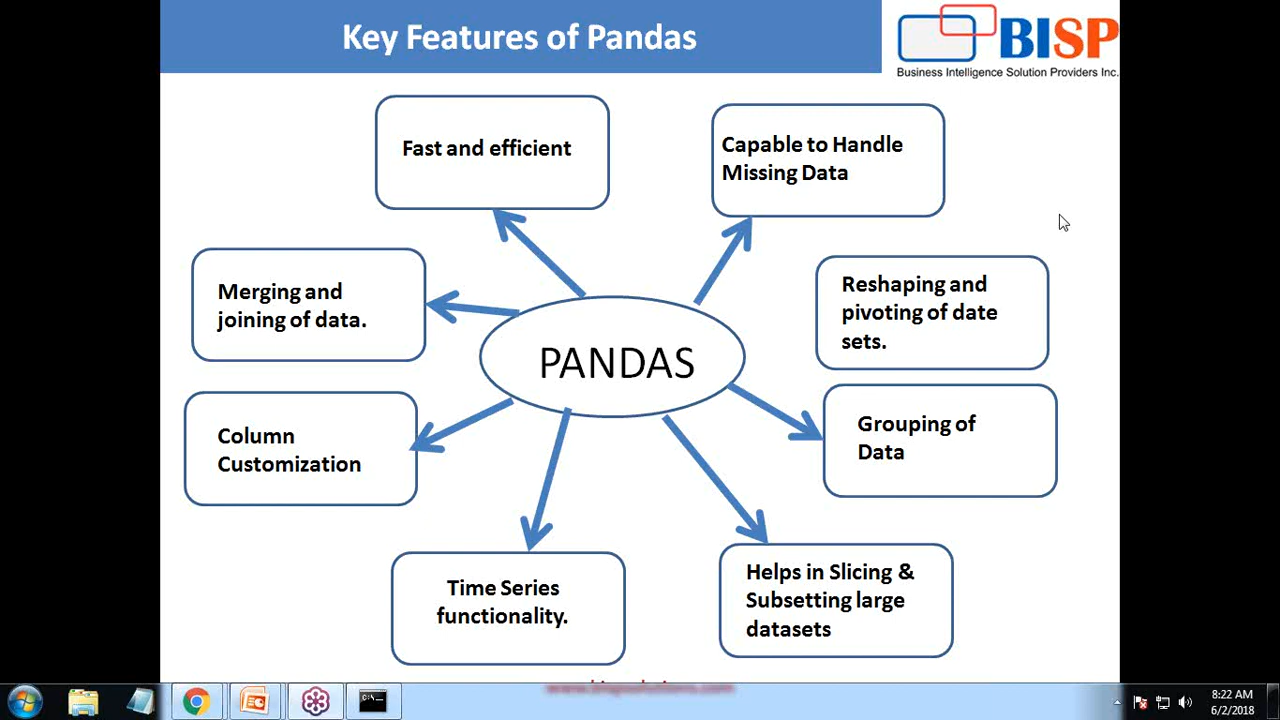 Key Features of Pandas
BISP
Business Intelligence Solution Providers Inc.
Fast and efficient
Capable to Handle
Missing Data
Merging and
joining of data.
Reshaping and
pivoting of date
sets.
PANDAS
Column
Customization
Grouping of
Data
Time Series
functionality.
Helps in Slicing &
Subsetting large
datasets
C:\.
8:22 AM
6/2/2018